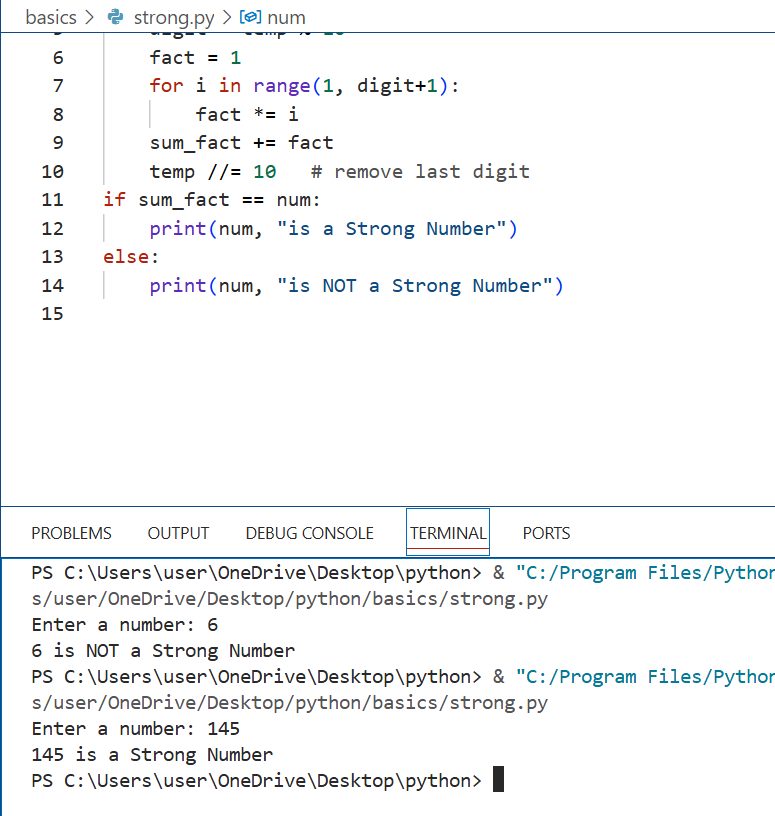 basics > strong.py > num
6 fact = 1
7 for i in range(1, digit+1):
8 fact *= i
9 sum_fact += fact
10 temp //= 10 # remove last digit
11 if sum_fact == num:
12 print(num, "is a Strong Number")
13 else:
14 print(num, "is NOT a Strong Number")
15
PROBLEMS OUTPUT DEBUG CONSOLE TERMINAL PORTS
PS C:\Users\user\OneDrive\Desktop\python> & "C:/Program Files/Python
s/user/OneDrive/Desktop/python/basics/strong.py
Enter a number: 6
6 is NOT a Strong Number
PS C:\Users\user\OneDrive\Desktop\python> & "C:/Program Files/Python
s/user/OneDrive/Desktop/python/basics/strong.py
Enter a number: 145
145 is a Strong Number
PS C:\Users\user\OneDrive\Desktop\python>